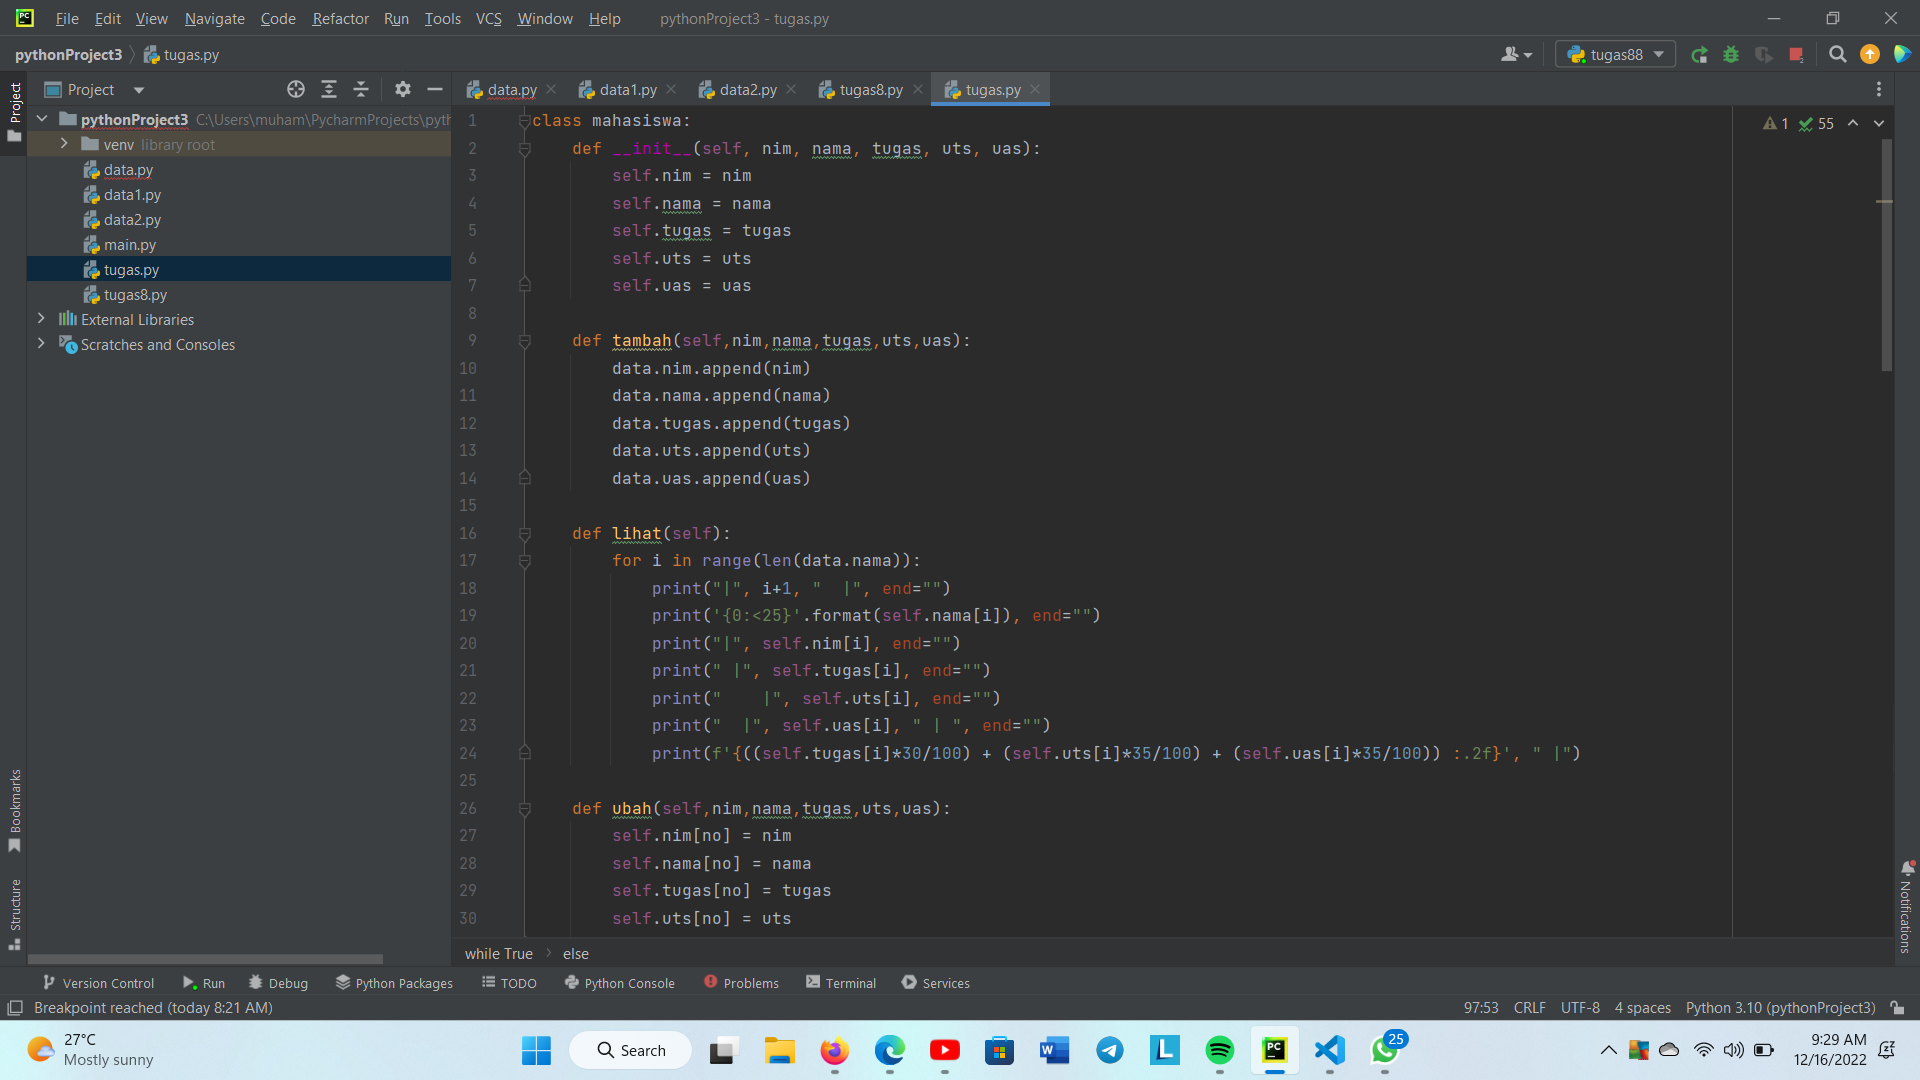 PC File Edit View Navigate Code Refactor Run Tools VCS Window Help pythonProject3 - tugas.py
pythonProject3 tugas.py tugas88
Project data.py data1.py data2.py tugas8.py tugas.py
Project
pythonProject3 C:\Users\muham\PycharmProjects\pyth
venv library root
data.py
data1.py
data2.py
main.py
tugas.py
tugas8.py
External Libraries
Scratches and Consoles
1 55
1 class mahasiswa:
2     def __init__(self, nim, nama, tugas, uts, uas):
3         self.nim = nim
4         self.nama = nama
5         self.tugas = tugas
6         self.uts = uts
7         self.uas = uas
8
9     def tambah(self,nim,nama,tugas,uts,uas):
10         data.nim.append(nim)
11         data.nama.append(nama)
12         data.tugas.append(tugas)
13         data.uts.append(uts)
14         data.uas.append(uas)
15
16     def lihat(self):
17         for i in range(len(data.nama)):
18             print("|", i+1, "  |", end="")
19             print('{0:<25}'.format(self.nama[i]), end="")
20             print("|", self.nim[i], end="")
21             print(" |", self.tugas[i], end="")
22             print("    |", self.uts[i], end="")
23             print("  |", self.uas[i], " | ", end="")
24             print(f'{((self.tugas[i]*30/100) + (self.uts[i]*35/100) + (self.uas[i]*35/100)) :.2f}', " |")
25
26     def ubah(self,nim,nama,tugas,uts,uas):
27         self.nim[no] = nim
28         self.nama[no] = nama
29         self.tugas[no] = tugas
30         self.uts[no] = uts
Bookmarks
Structure
Notifications
while True else
Version Control Run Debug Python Packages TODO Python Console Problems Terminal Services
Breakpoint reached (today 8:21 AM) 97:53 CRLF UTF-8 4 spaces Python 3.10 (pythonProject3)
27°C
Mostly sunny
Search
W
L
PC
25
9:29 AM
12/16/2022